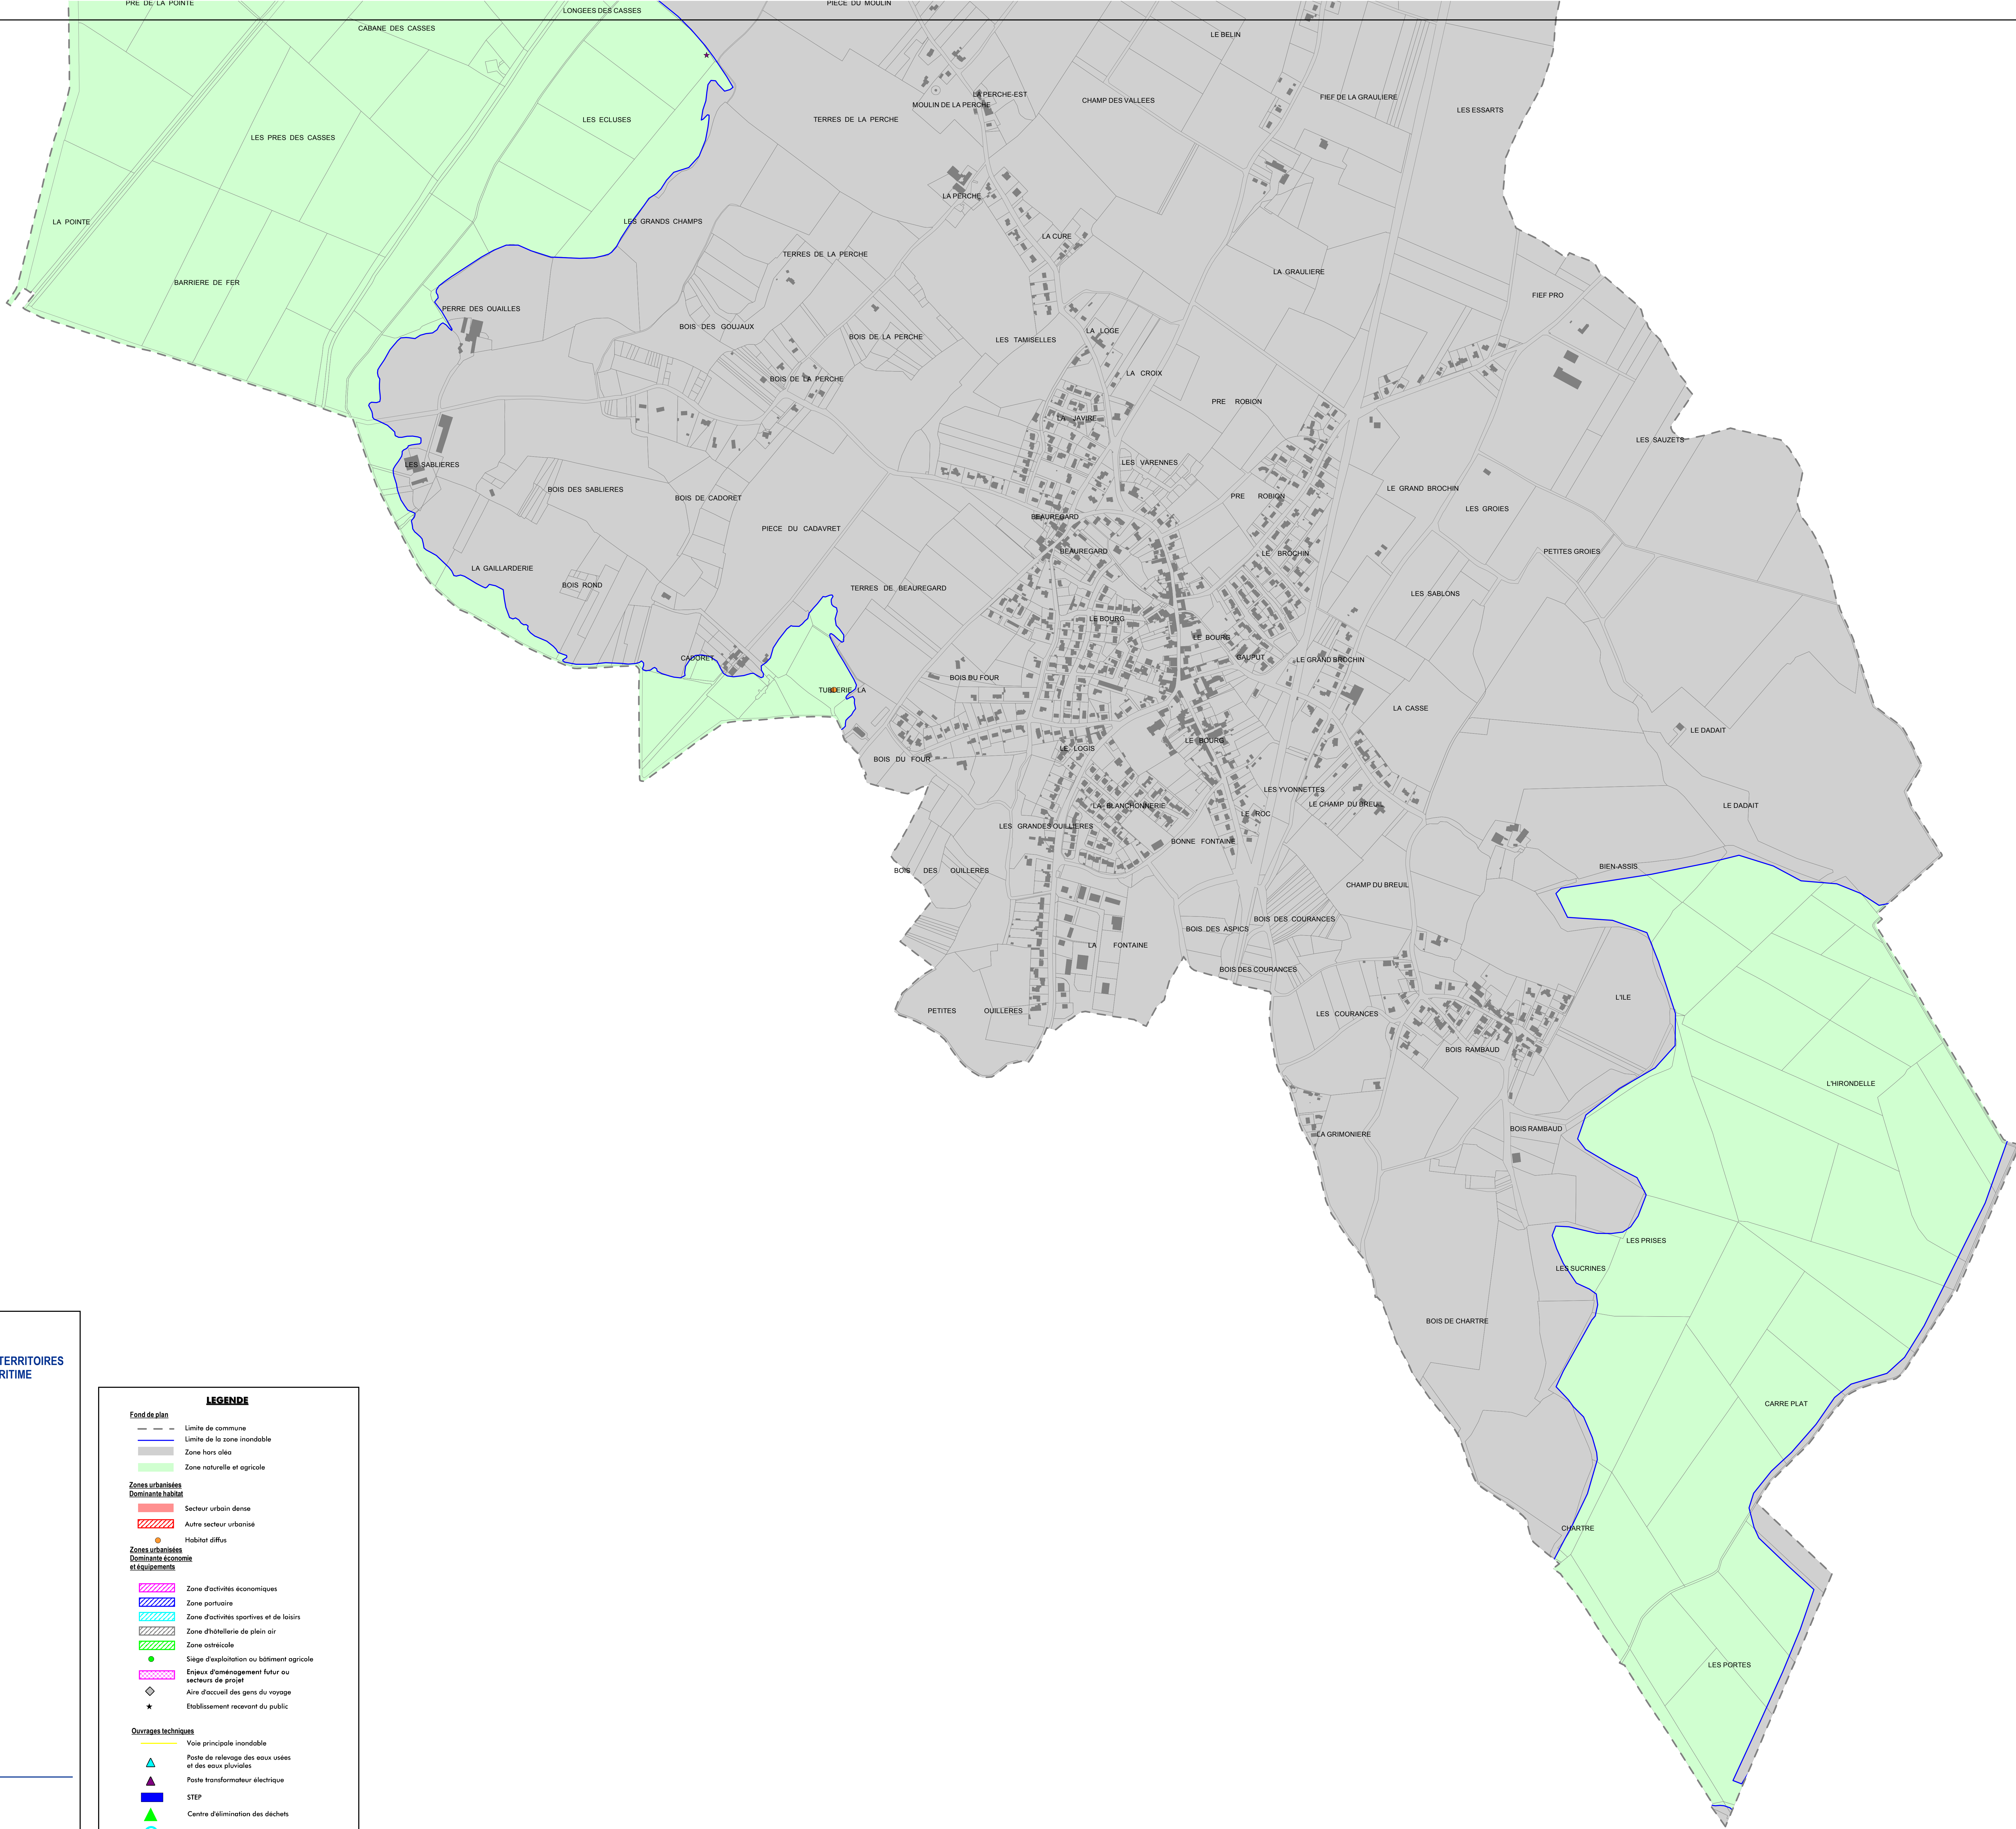 PRE DE LA POINTE
LONGEES DES CASSES
PIECE DU MOULIN
CABANE DES CASSES
LE BELIN
LES ECLUSES
LES PRES DES CASSES
LA PERCHE-EST
MOULIN DE LA PERCHE
TERRES DE LA PERCHE
CHAMP DES VALLEES
FIEF DE LA GRAULIERE
LES ESSARTS
LA POINTE
LES GRANDS CHAMPS
LA PERCHE
LA CURE
TERRES DE LA PERCHE
BARRIERE DE FER
LA GRAULIERE
FIEF PRO
PERRE DES OUAILLES
BOIS DES GOUJAUX
BOIS DE LA PERCHE
LES TAMISELLES
LA LOGE
BOIS DE LA PERCHE
LA CROIX
PRE ROBION
LA JAVIRE
LES SAUZETS
LES SABLIERES
LES VARENNES
BOIS DES SABLIERES
BOIS DE CADORET
PRE ROBION
LE GRAND BROCHIN
LES GROIES
PIECE DU CADAVRET
BEAUREGARD
BEAUREGARD
LE BROCHIN
PETITES GROIES
LA GAILLARDERIE
BOIS ROND
TERRES DE BEAUREGARD
LES SABLONS
LE BOURG
LE BOURG
CADORET
GAUPUT
LE GRAND BROCHIN
BOIS DU FOUR
TUBLERIE LA
LA CASSE
LE DADAIT
LE BOURG
LE LOGIS
BOIS DU FOUR
LES YVONNETTES
LE CHAMP DU BREUIL
LE DADAIT
LA BLANCHONNERIE
LE ROC
LES GRANDES OUILLIERES
BONNE FONTAINE
BOIS DES OUILLERES
BIEN-ASSIS
CHAMP DU BREUIL
BOIS DES COURANCES
BOIS DES ASPICS
LA FONTAINE
BOIS DES COURANCES
L'ILE
PETITES OUILLERES
LES COURANCES
BOIS RAMBAUD
L'HIRONDELLE
LA GRIMONIERE
BOIS RAMBAUD
LES PRISES
LES SUCRINES
BOIS DE CHARTRE
CARRE PLAT
CHARTRE
LES PORTES
TERRITOIRES
RITIME
LEGENDE
Fond de plan
Limite de commune
Limite de la zone inondable
Zone hors aléa
Zone naturelle et agricole
Zones urbanisées
Dominante habitat
Secteur urbain dense
Autre secteur urbanisé
Habitat diffus
Zones urbanisées
Dominante économie
et équipements
Zone d'activités économiques
Zone portuaire
Zone d'activités sportives et de loisirs
Zone d'hôtellerie de plein air
Zone ostréicole
Siège d'exploitation ou bâtiment agricole
Enjeux d'aménagement futur ou
secteurs de projet
Aire d'accueil des gens du voyage
Etablissement recevant du public
Ouvrages techniques
Voie principale inondable
Poste de relevage des eaux usées
et des eaux pluviales
Poste transformateur électrique
STEP
Centre d'élimination des déchets